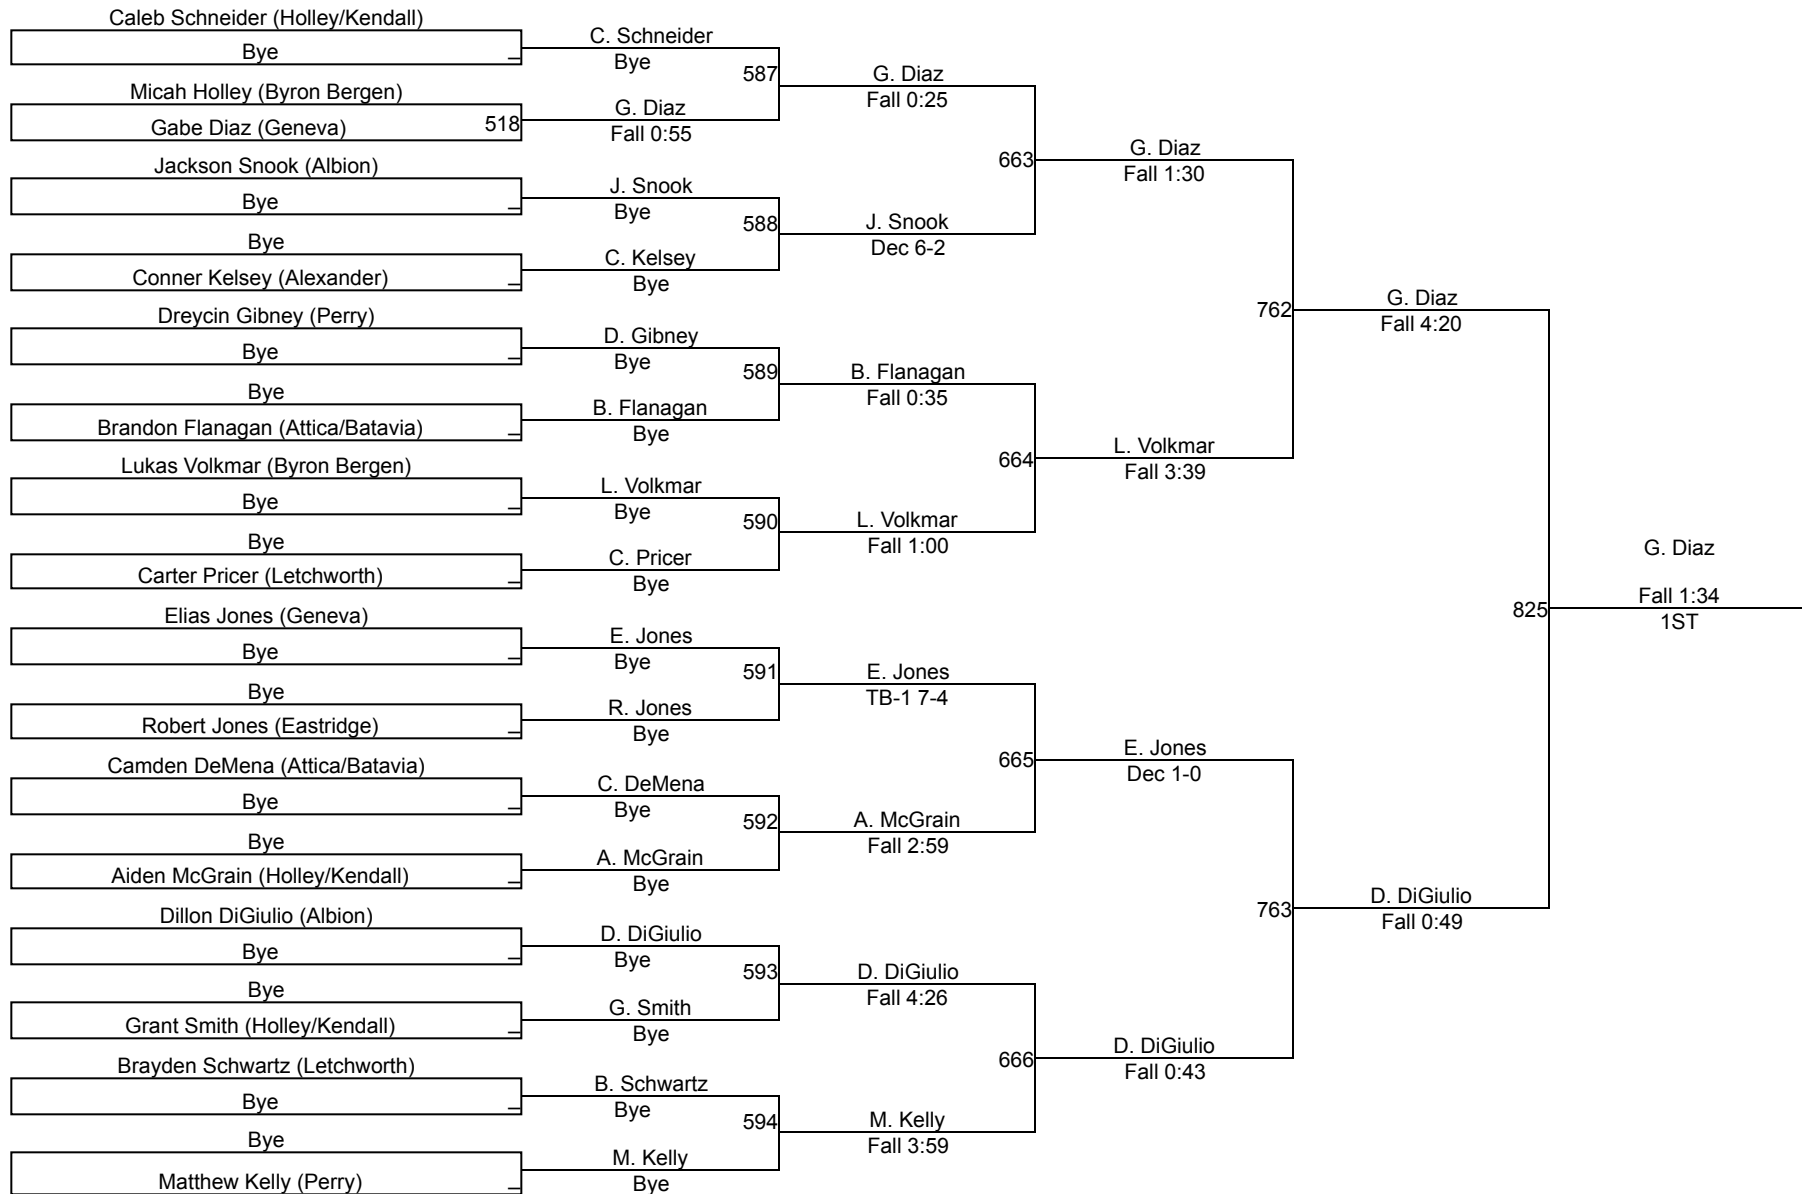 Caleb Schneider (Holley/Kendall)
Bye
Micah Holley (Byron Bergen)
Gabe Diaz (Geneva)
518
Jackson Snook (Albion)
Bye
Bye
Conner Kelsey (Alexander)
Dreycin Gibney (Perry)
Bye
Bye
Brandon Flanagan (Attica/Batavia)
Lukas Volkmar (Byron Bergen)
Bye
Bye
Carter Pricer (Letchworth)
Elias Jones (Geneva)
Bye
Bye
Robert Jones (Eastridge)
Camden DeMena (Attica/Batavia)
Bye
Bye
Aiden McGrain (Holley/Kendall)
Dillon DiGiulio (Albion)
Bye
Bye
Grant Smith (Holley/Kendall)
Brayden Schwartz (Letchworth)
Bye
Bye
Matthew Kelly (Perry)
C. Schneider
Bye
587
G. Diaz
Fall 0:55
J. Snook
Bye
588
C. Kelsey
Bye
D. Gibney
Bye
589
B. Flanagan
Bye
L. Volkmar
Bye
590
C. Pricer
Bye
E. Jones
Bye
591
R. Jones
Bye
C. DeMena
Bye
592
A. McGrain
Bye
D. DiGiulio
Bye
593
G. Smith
Bye
B. Schwartz
Bye
594
M. Kelly
Bye
G. Diaz
Fall 0:25
663
J. Snook
Dec 6-2
B. Flanagan
Fall 0:35
664
L. Volkmar
Fall 1:00
E. Jones
TB-1 7-4
665
A. McGrain
Fall 2:59
D. DiGiulio
Fall 4:26
666
M. Kelly
Fall 3:59
G. Diaz
Fall 1:30
762
L. Volkmar
Fall 3:39
E. Jones
Dec 1-0
763
D. DiGiulio
Fall 0:43
G. Diaz
Fall 4:20
825
D. DiGiulio
Fall 0:49
G. Diaz
Fall 1:34
1ST